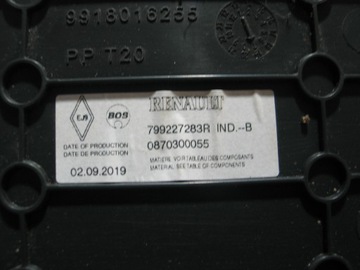 9918016255
PP T20
RENAULT
BOS
799227283R IND.--B
DATE OF PRODUCTION
DATE DE PRODUCTION
0870300055
02.09.2019
MATIERE VOIR TABLEAU DES COMPOSANTS
MATERIAL SEE TABLE OF COMPONENTS